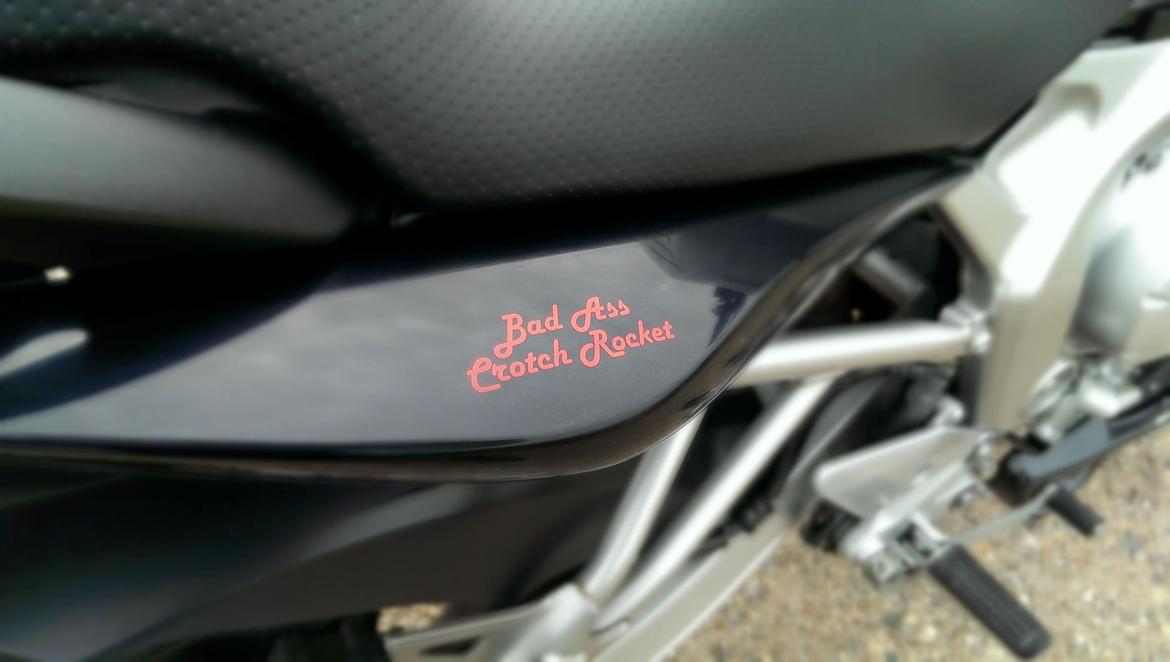 Bad Ass
Crotch Rocket